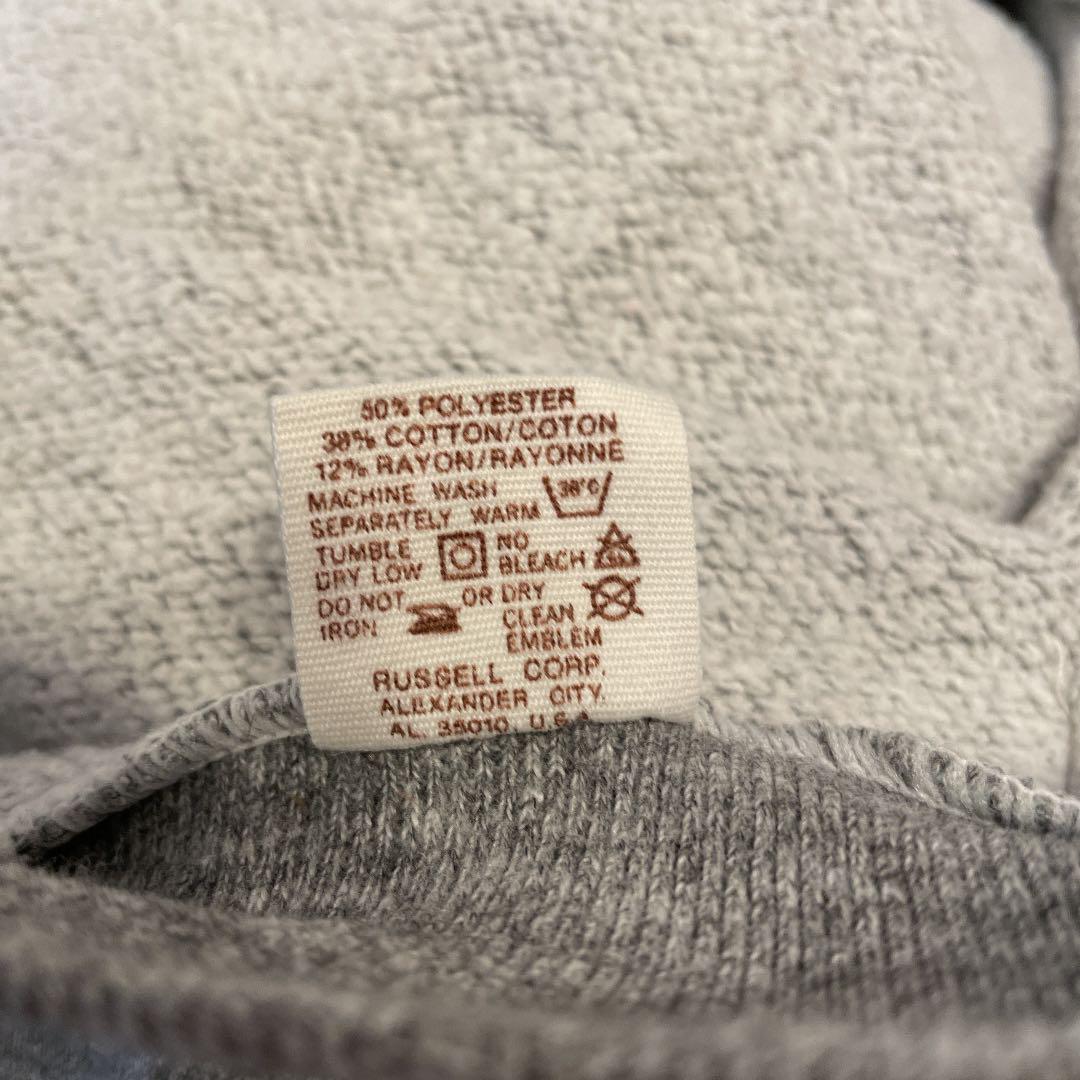 50% POLYESTER
38% COTTON/COTON
12% RAYON/RAYONNE
MACHINE WASH 38°C
SEPARATELY WARM
TUMBLE NO
DRY LOW BLEACH
DO NOT OR DRY
IRON CLEAN
EMBLEM
RUSSELL CORP.
ALEXANDER CITY,
AL. 35010 U.S.A.